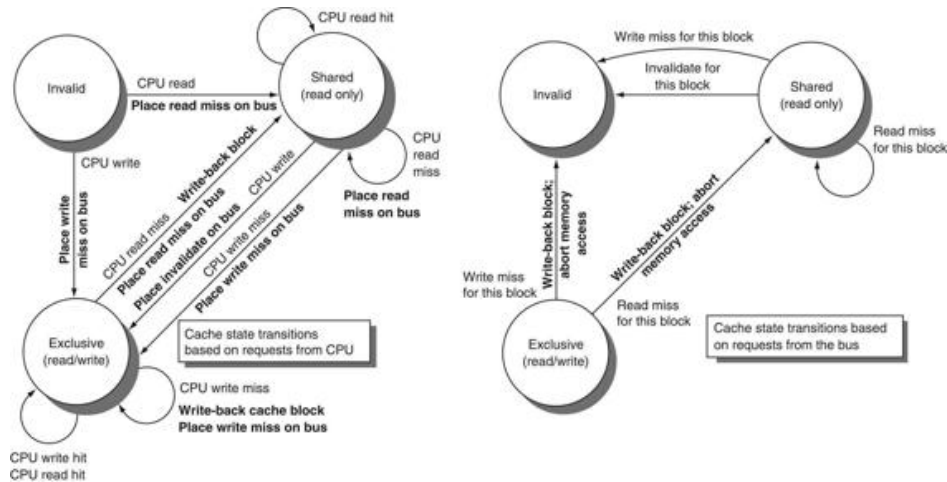 CPU read hit
Invalid
CPU read
Place read miss on bus
Shared
(read only)
CPU write
Place write
miss on bus
CPU read miss
Write-back block
Place read miss on bus
CPU write
Place invalidate on bus
CPU write miss
Place write miss on bus
CPU
read
miss
Place read
miss on bus
Exclusive
(read/write)
Cache state transitions
based on requests from CPU
CPU write miss
Write-back cache block
Place write miss on bus
CPU write hit
CPU read hit
Write miss for this block
Invalidate for
this block
Invalid
Shared
(read only)
Read miss
for this block
Write-back block;
abort memory
access
Write-back block; abort
memory access
Write miss
for this block
Read miss
for this block
Exclusive
(read/write)
Cache state transitions based
on requests from the bus